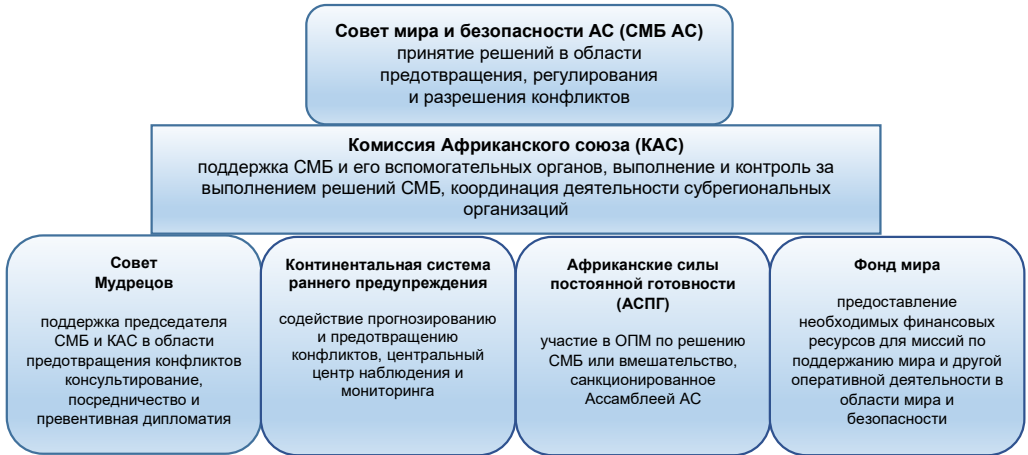 Совет мира и безопасности АС (СМБ АС)
принятие решений в области
предотвращения, регулирования
и разрешения конфликтов
Комиссия Африканского союза (КАС)
поддержка СМБ и его вспомогательных органов, выполнение и контроль за
выполнением решений СМБ, координация деятельности субрегиональных
организаций
Совет
Мудрецов
поддержка председателя
СМБ и КАС в области
предотвращения конфликтов
консультирование,
посредничество и
превентивная дипломатия
Континентальная система
раннего предупреждения
содействие прогнозированию
и предотвращению
конфликтов, центральный
центр наблюдения и
мониторинга
Африканские силы
постоянной готовности
(АСПГ)
участие в ОПМ по решению
СМБ или вмешательство,
санкционированное
Ассамблеей АС
Фонд мира
предоставление
необходимых финансовых
ресурсов для миссий по
поддержанию мира и другой
оперативной деятельности в
области мира и
безопасности